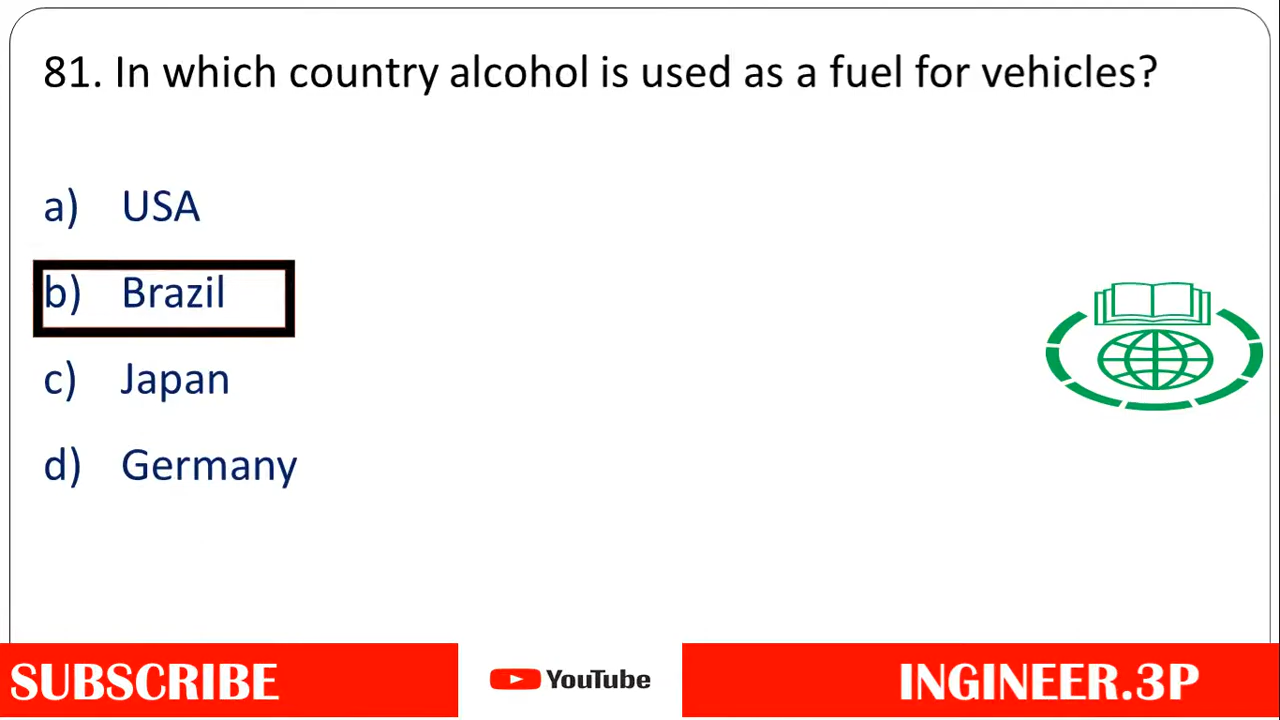 81. In which country alcohol is used as a fuel for vehicles?
a) USA
b) Brazil
c) Japan
d) Germany
SUBSCRIBE YouTube INGINEER.3P